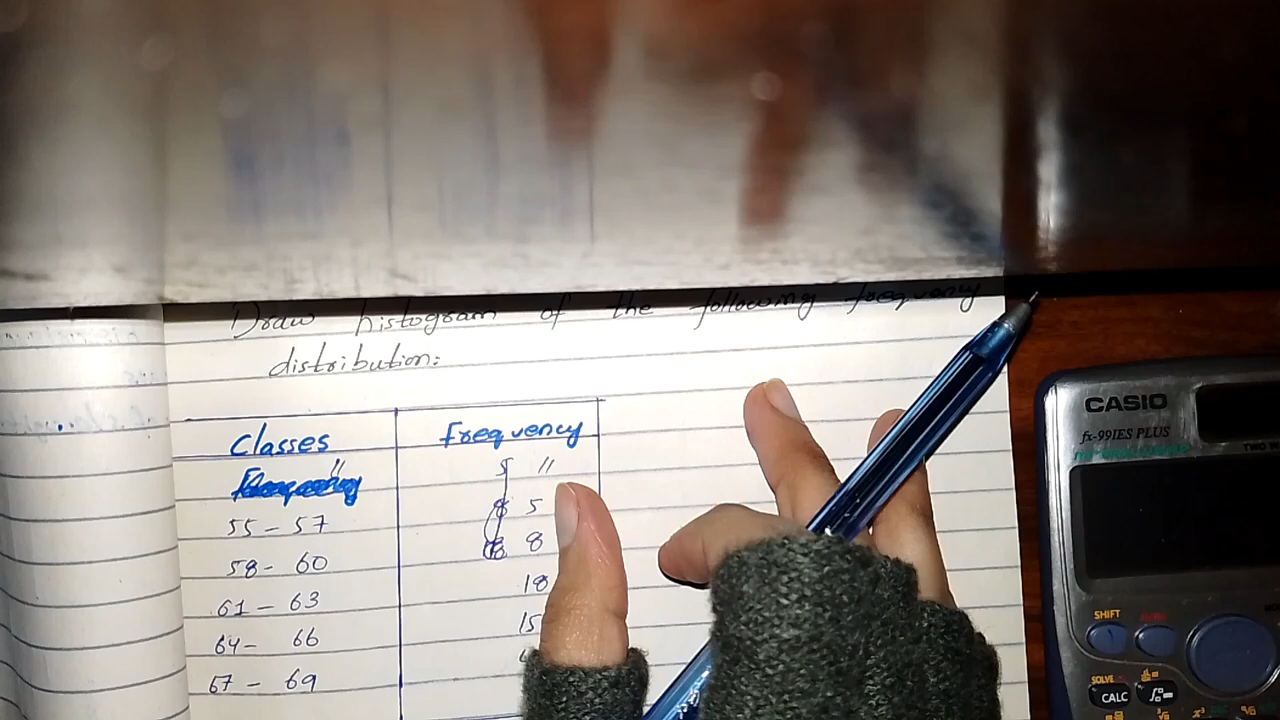 Draw histogram of the following frequency
distribution:
Classes Frequency
" 5 "
55 - 57 5
58 - 60 8
61 - 63 18
64 - 66 15
67 - 69
CASIO
fx-991ES PLUS
SHIFT
SOLVE
CALC